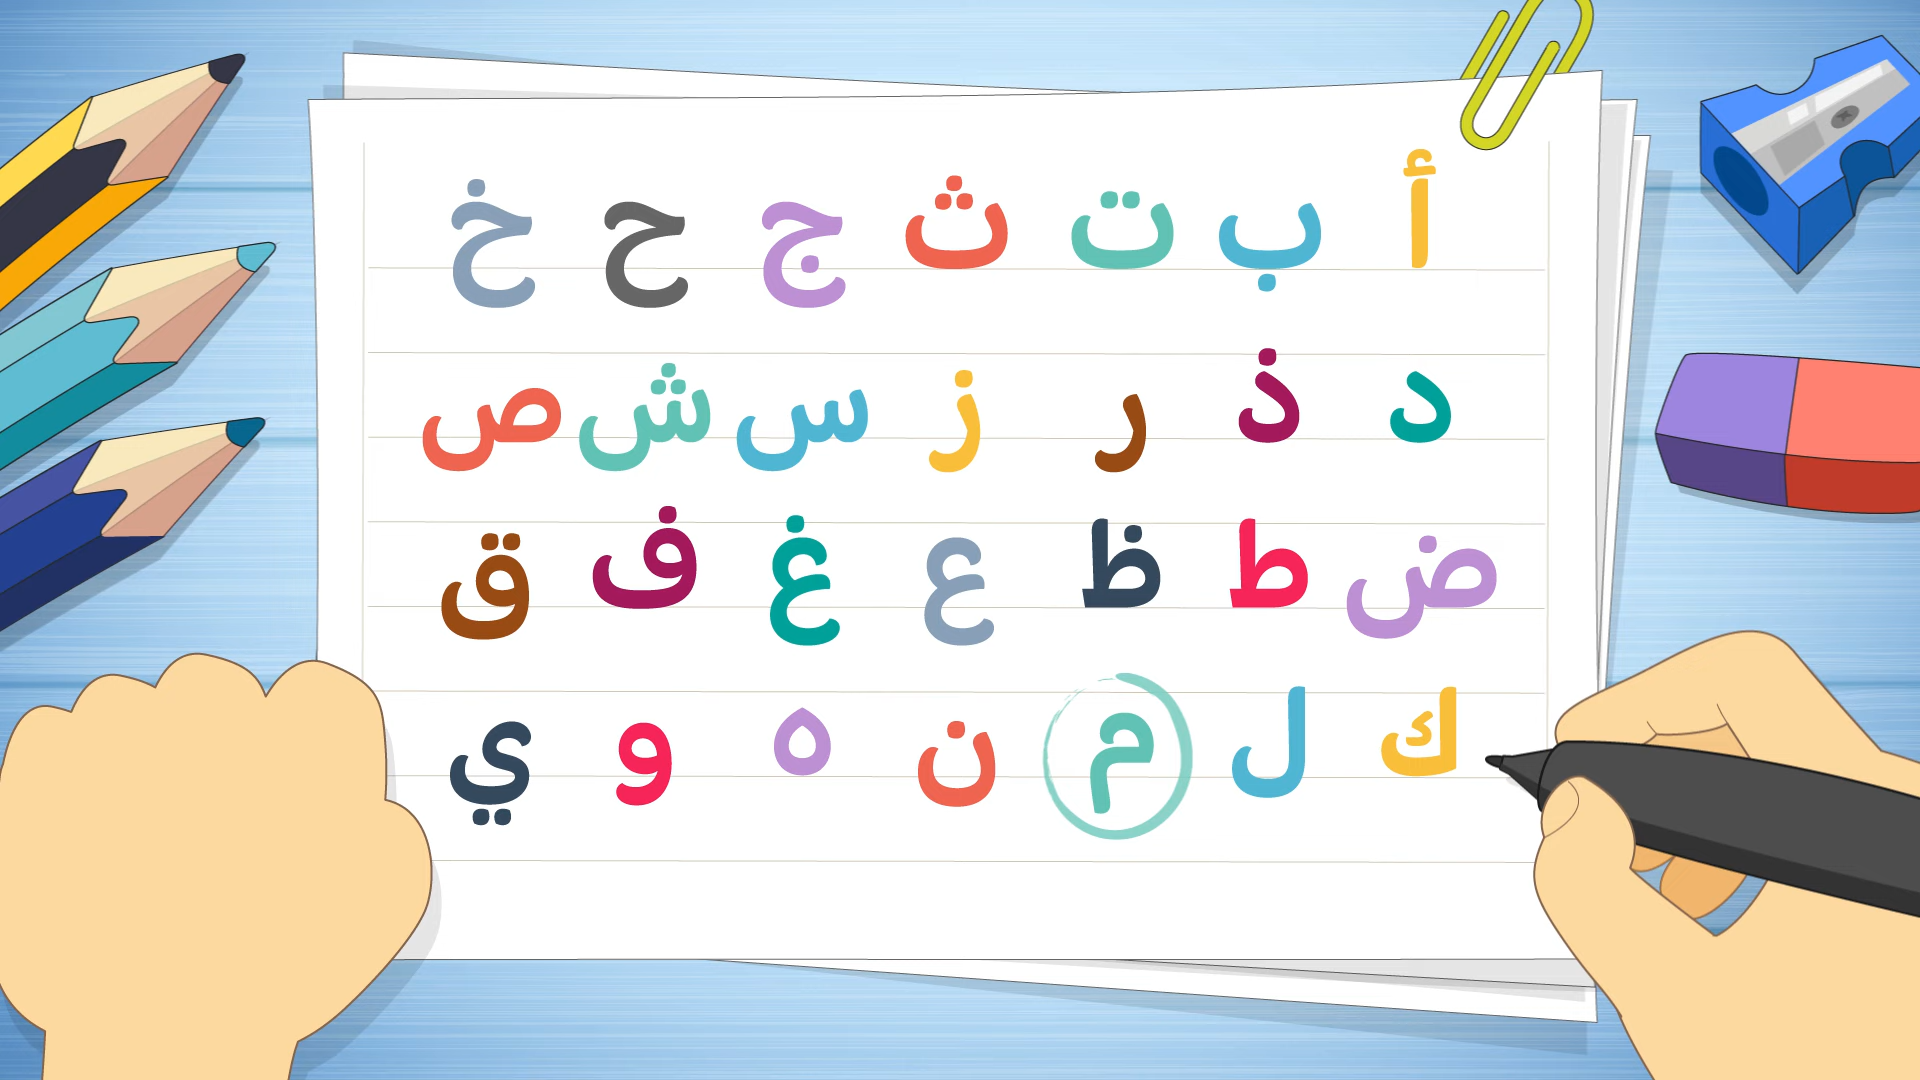 أ ب ت ث ج ح خ
د ذ ر ز س ش ص
ض ط ظ ع غ ف ق
ك ل م ن ه و ي